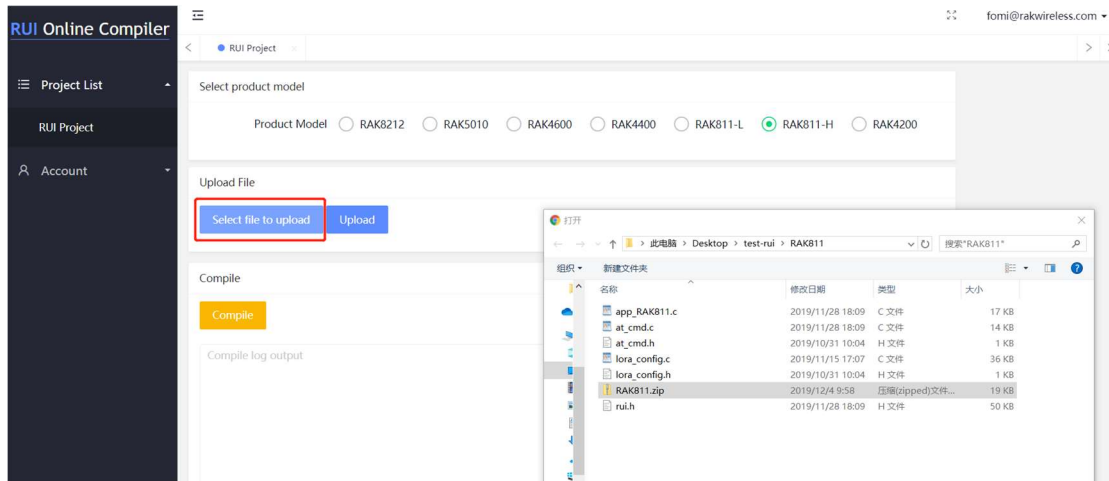 RUI Online Compiler
fomi@rakwireless.com
RUI Project
Project List
RUI Project
Account
Select product model
Product Model RAK8212 RAK5010 RAK4600 RAK4400 RAK811-L RAK811-H RAK4200
Upload File
Select file to upload Upload
Compile
Compile
Compile log output
打开
此电脑 > Desktop > test-rui > RAK811
搜索"RAK811"
组织 新建文件夹
名称 修改日期 类型 大小
app_RAK811.c 2019/11/28 18:09 C 文件 17 KB
at_cmd.c 2019/11/28 18:09 C 文件 14 KB
at_cmd.h 2019/10/31 10:04 H 文件 1 KB
lora_config.c 2019/11/15 17:07 C 文件 36 KB
lora_config.h 2019/10/31 10:04 H 文件 1 KB
RAK811.zip 2019/12/4 9:58 压缩(zipped)文件... 19 KB
rui.h 2019/11/28 18:09 H 文件 50 KB